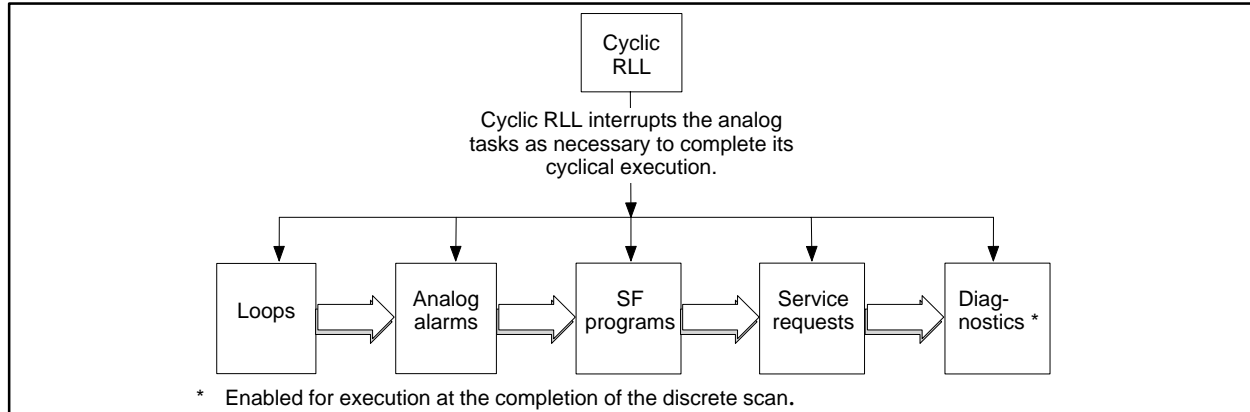 Cyclic
RLL
Cyclic RLL interrupts the analog
tasks as necessary to complete its
cyclical execution.
Loops
Analog
alarms
SF
programs
Service
requests
Diag-
nostics *
* Enabled for execution at the completion of the discrete scan.